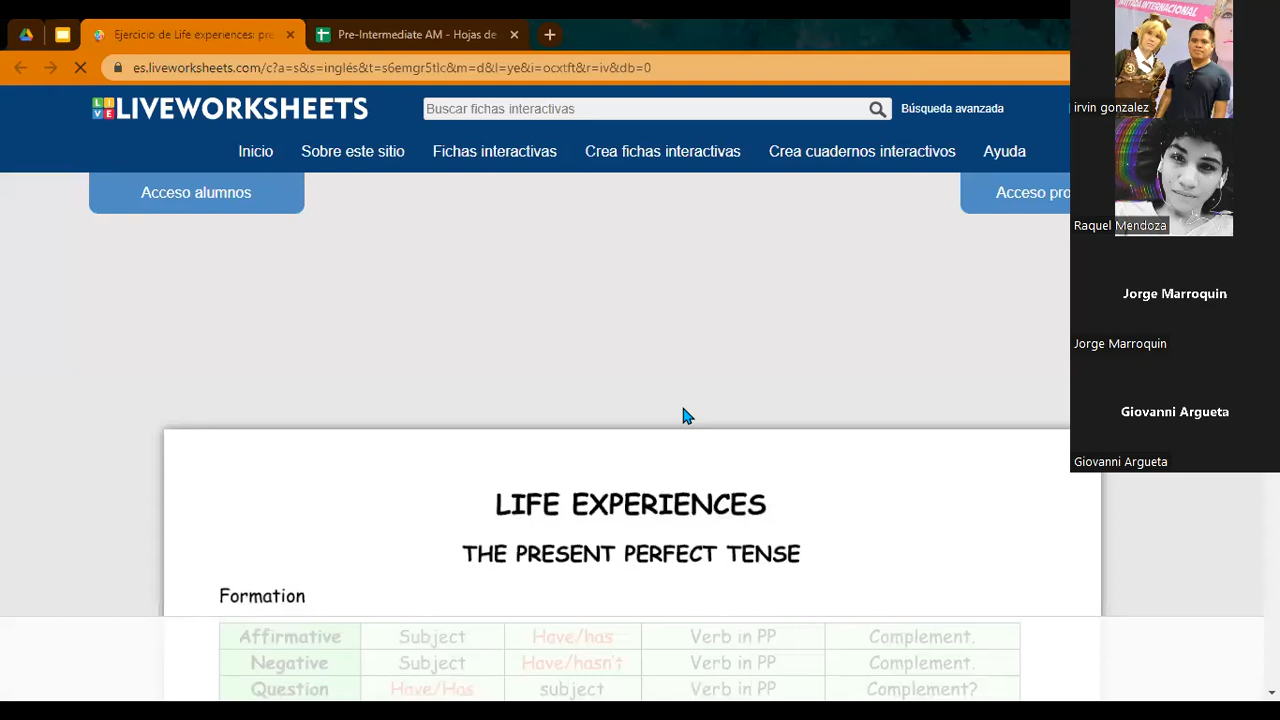 Ejercicio de Life experiences: pre
Pre-Intermediate AM - Hojas de
es.liveworksheets.com/c?a=s&s=inglés&t=s6emgr5tlc&m=d&l=ye&i=ocxtft&r=iv&db=0
LIVE LIVEWORKSHEETS
Buscar fichas interactivas
Búsqueda avanzada
Inicio
Sobre este sitio
Fichas interactivas
Crea fichas interactivas
Crea cuadernos interactivos
Ayuda
Acceso alumnos
Acceso pro
LIFE EXPERIENCES
THE PRESENT PERFECT TENSE
Formation
Affirmative Subject Have/has Verb in PP Complement.
Negative Subject Have/hasn't Verb in PP Complement.
Question Have/Has subject Verb in PP Complement?
INVITADA INTERNACIONAL
irvin gonzalez
Raquel Mendoza
Jorge Marroquin
Jorge Marroquin
Giovanni Argueta
Giovanni Argueta